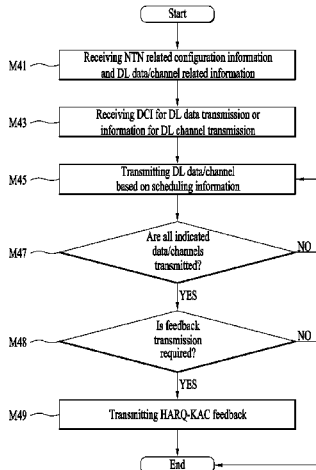 Start
M41
Receiving NTN related configuration information
and DL data/channel related information
M43
Receiving DCI for DL data transmission or
information for DL channel transmission
M45
Transmitting DL data/channel
based on scheduling information
M47
Are all indicated
data/channels
transmitted?
NO
YES
M48
Is feedback
transmission
required?
NO
YES
M49
Transmitting HARQ-KAC feedback
End